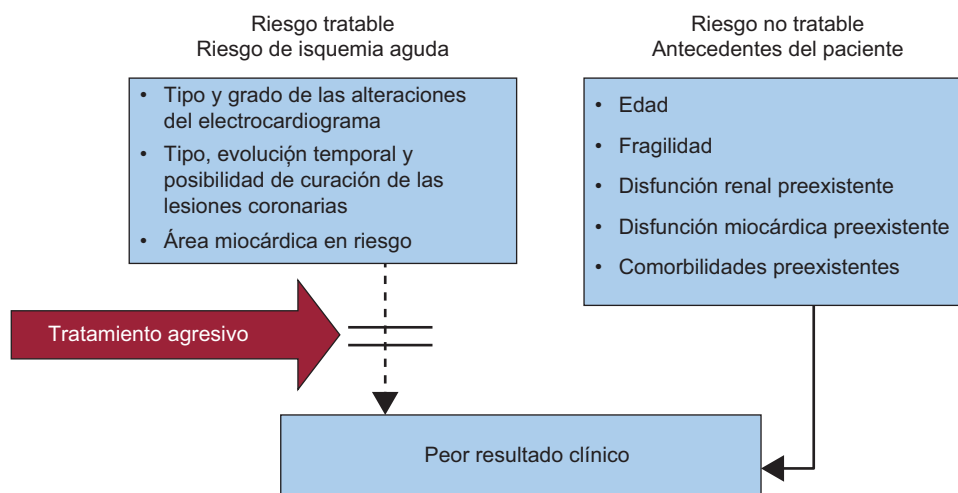 Riesgo tratable
Riesgo de isquemia aguda
• Tipo y grado de las alteraciones
del electrocardiograma
• Tipo, evolución temporal y
posibilidad de curación de las
lesiones coronarias
• Área miocárdica en riesgo
Riesgo no tratable
Antecedentes del paciente
• Edad
• Fragilidad
• Disfunción renal preexistente
• Disfunción miocárdica preexistente
• Comorbilidades preexistentes
Tratamiento agresivo
Peor resultado clínico